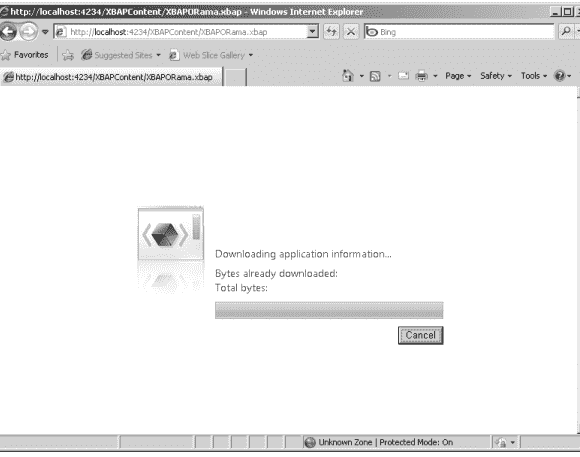 http://localhost:4234/XBAPContent/XBAPORama.xbap - Windows Internet Explorer
http://localhost:4234/XBAPContent/XBAPORama.xbap
Bing
Favorites
Suggested Sites
Web Slice Gallery
http://localhost:4234/XBAPContent/XBAPORama.xbap
Page
Safety
Tools
Downloading application information...
Bytes already downloaded:
Total bytes:
Cancel
Unknown Zone | Protected Mode: On